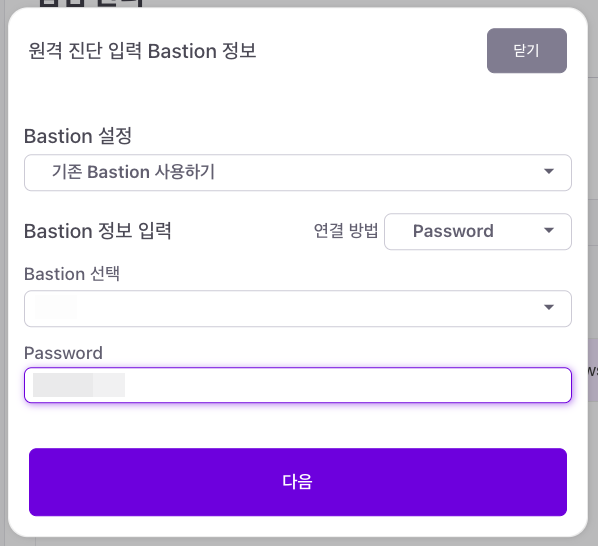 원격 진단 입력 Bastion 정보
닫기
Bastion 설정
기존 Bastion 사용하기
Bastion 정보 입력
연결 방법
Password
Bastion 선택
Password
다음